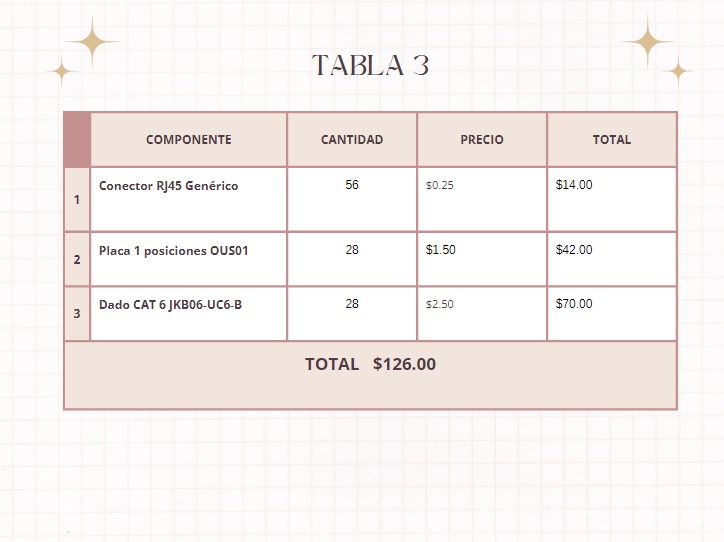 TABLA 3
COMPONENTE CANTIDAD PRECIO TOTAL
1 Conector RJ45 Genérico 56 $0.25 $14.00
2 Placa 1 posiciones OUS01 28 $1.50 $42.00
3 Dado CAT 6 JKB06-UC6-B 28 $2.50 $70.00
TOTAL $126.00